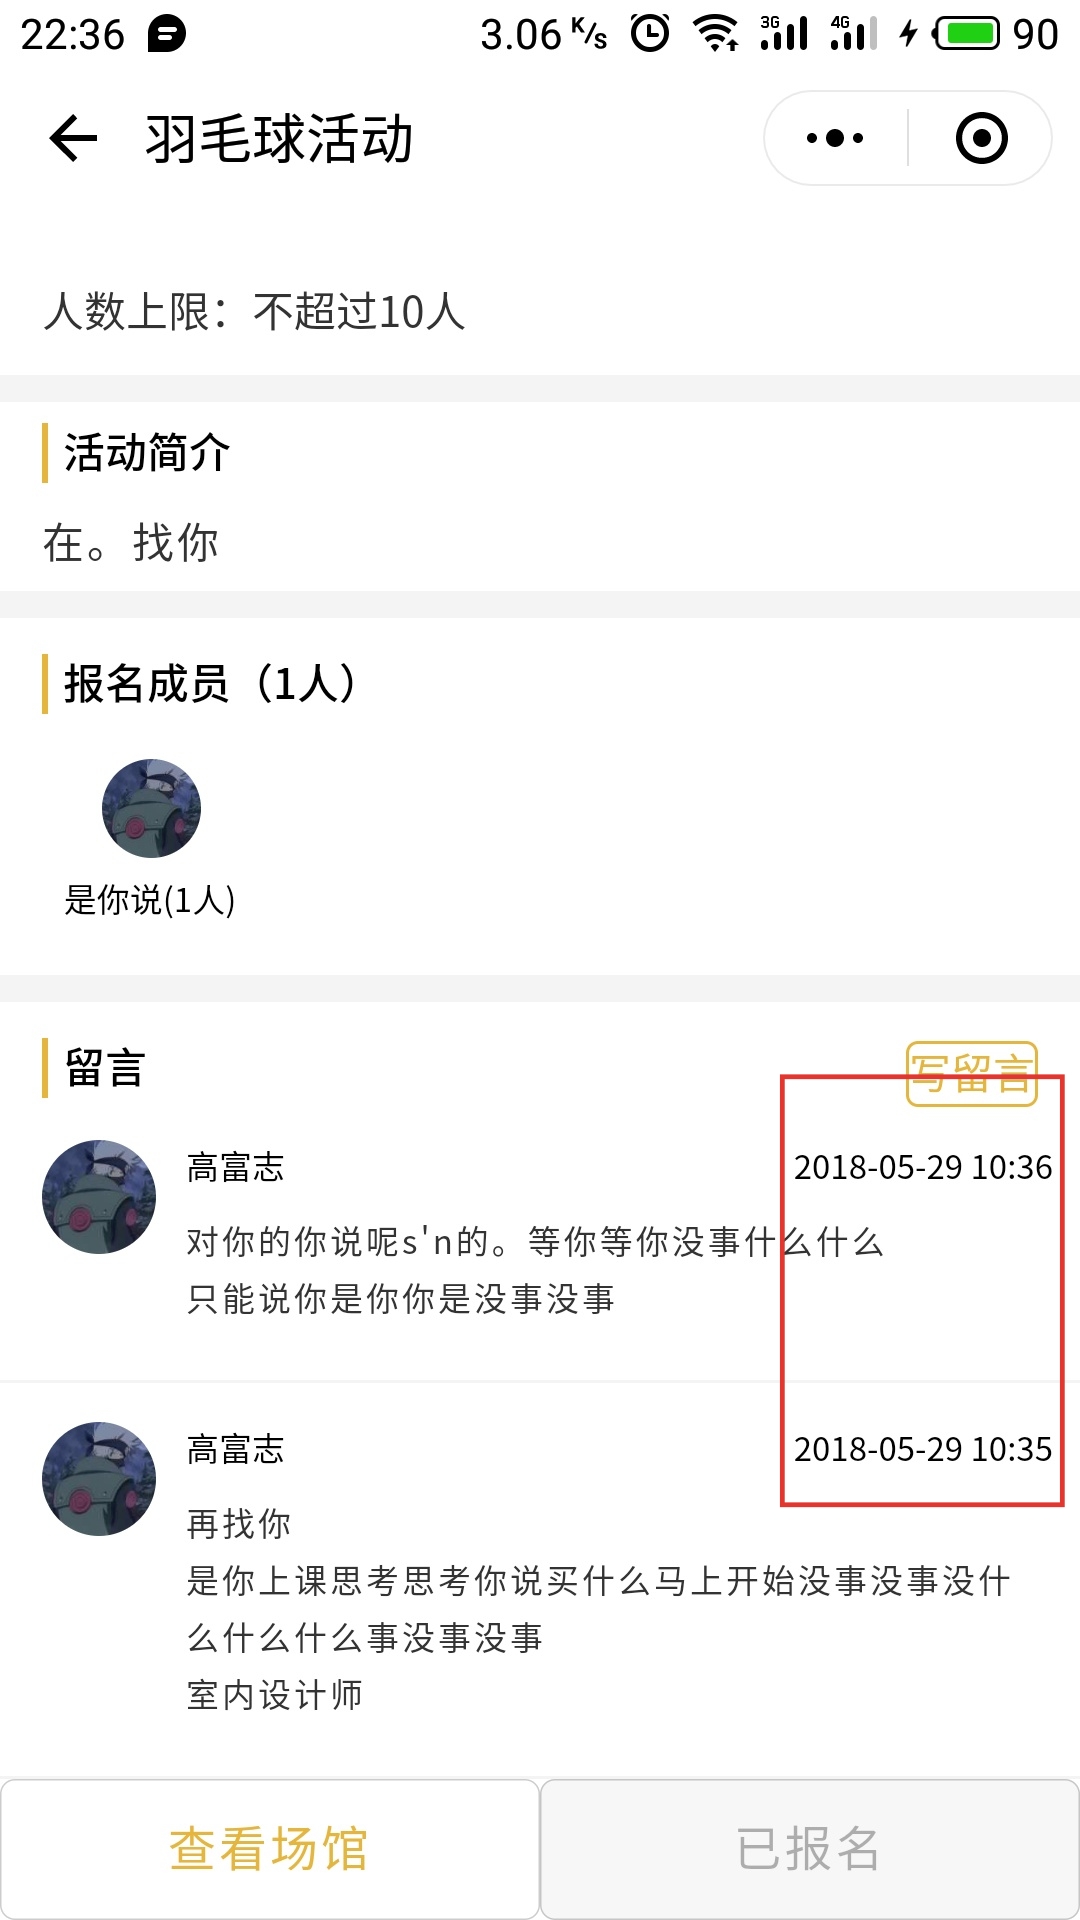 22:36 3.06 K/s 3G 4G 90
羽毛球活动
人数上限：不超过10人
活动简介
在。找你
报名成员（1人）
是你说(1人)
留言
写留言
高富志 2018-05-29 10:36
对你的你说呢s'n的。等你等你没事什么什么
只能说你是你你是没事没事
高富志 2018-05-29 10:35
再找你
是你上课思考思考你说买什么马上开始没事没事没什
么什么什么事没事没事
室内设计师
查看场馆 已报名